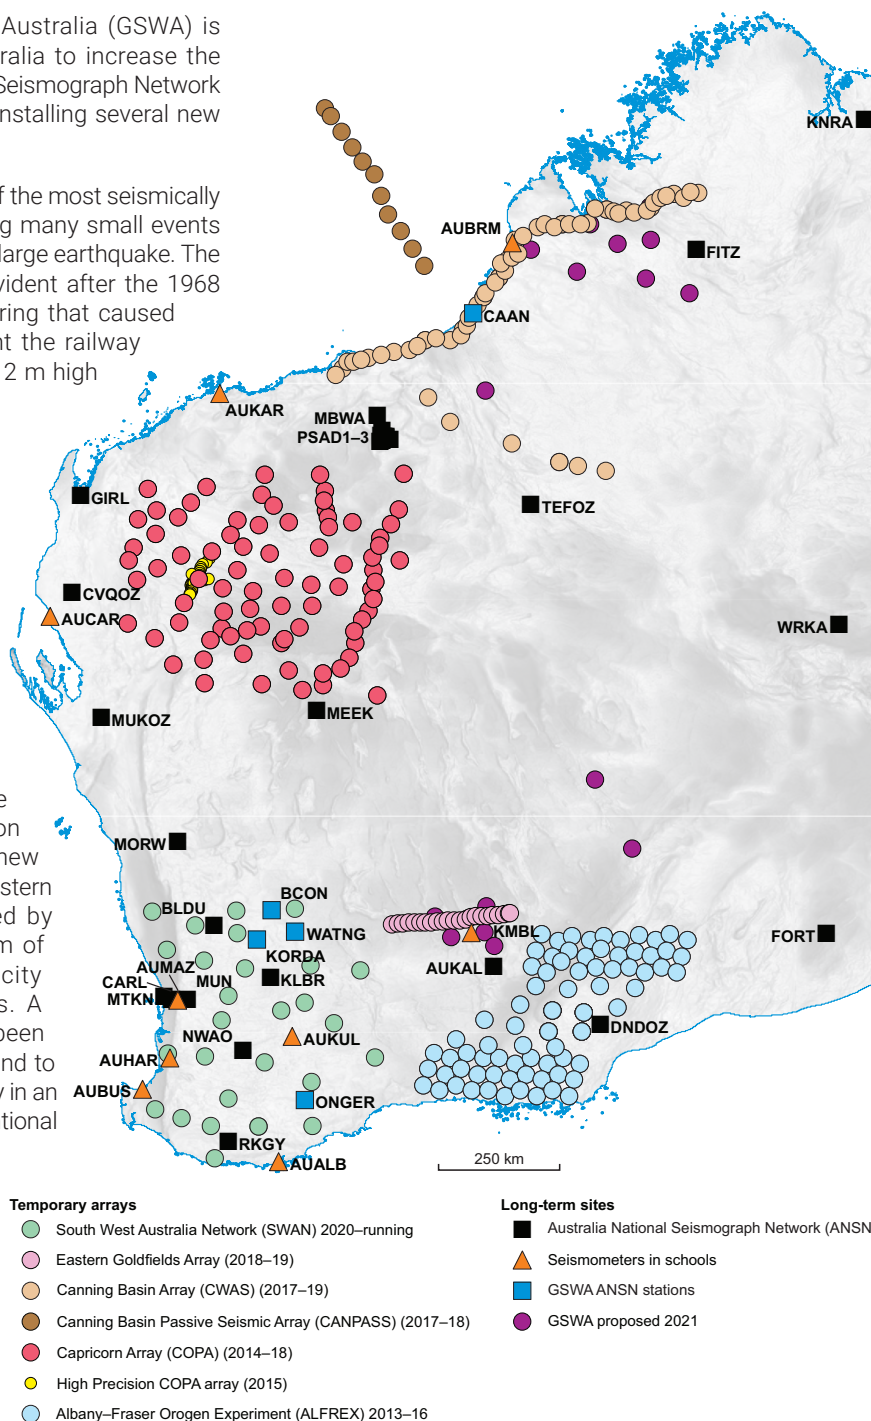 Australia (GSWA) is
ralia to increase the
Seismograph Network
nstalling several new
f the most seismically
g many small events
large earthquake. The
vident after the 1968
ring that caused
nt the railway
2 m high
e
on
new
stern
ed by
m of
city
s. A
been
nd to
y in an
tional
KNRA
AUBRM
FITZ
CAAN
AUKAR
MBWA
PSAD1–3
GIRL
TEFOZ
CVQOZ
AUCAR
WRKA
MUKOZ
MEEK
MORW
BCON
BLDU
WATNG
KMBL
FORT
KORDA
AUMAZ
AUKAL
CARL
MUN
KLBR
MTKN
DNDOZ
NWAO
AUKUL
AUHAR
AUBUS
ONGER
RKGY
AUALB
250 km
Temporary arrays
South West Australia Network (SWAN) 2020–running
Eastern Goldfields Array (2018–19)
Canning Basin Array (CWAS) (2017–19)
Canning Basin Passive Seismic Array (CANPASS) (2017–18)
Capricorn Array (COPA) (2014–18)
High Precision COPA array (2015)
Albany–Fraser Orogen Experiment (ALFREX) 2013–16
Long-term sites
Australia National Seismograph Network (ANSN
Seismometers in schools
GSWA ANSN stations
GSWA proposed 2021